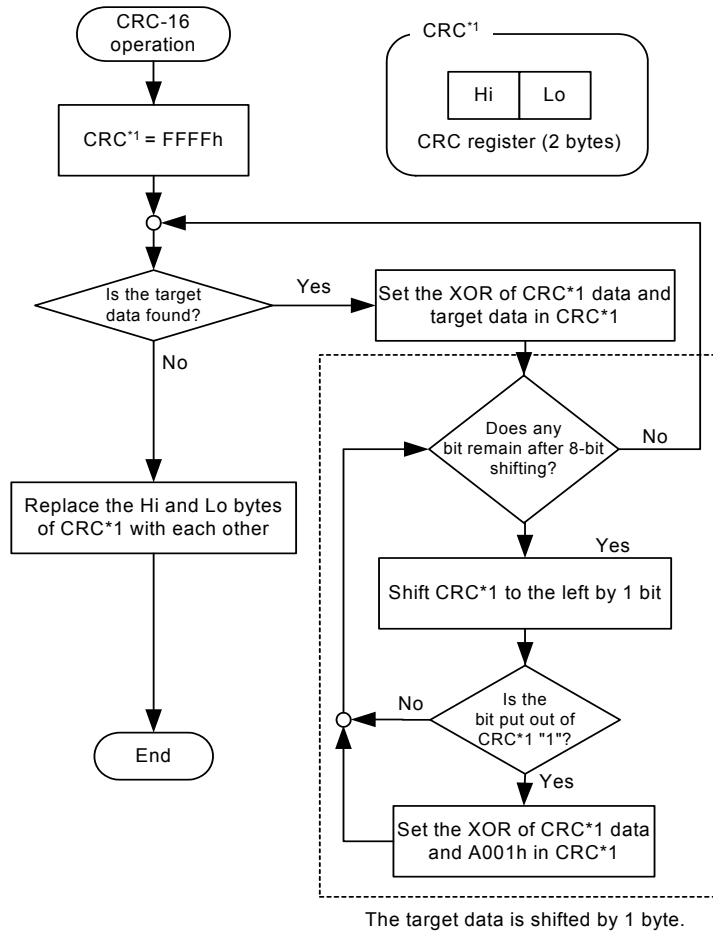 CRC-16
operation
CRC*1
Hi
Lo
CRC register (2 bytes)
CRC*1 = FFFFh
Is the target
data found?
Yes
Set the XOR of CRC*1 data and
target data in CRC*1
No
Does any
bit remain after 8-bit
shifting?
No
Replace the Hi and Lo bytes
of CRC*1 with each other
Yes
Shift CRC*1 to the left by 1 bit
Is the
bit put out of
CRC*1 "1"?
No
End
Yes
Set the XOR of CRC*1 data
and A001h in CRC*1
The target data is shifted by 1 byte.